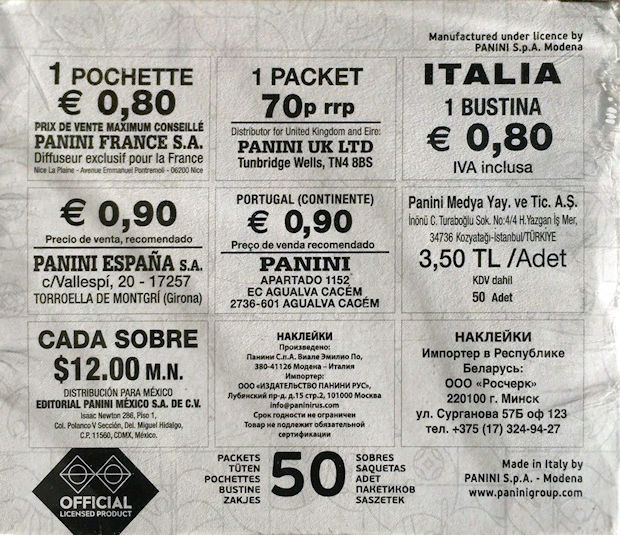 Manufactured under licence by
PANINI S.p.A. Modena
1 POCHETTE
€ 0,80
PRIX DE VENTE MAXIMUM CONSEILLÉ
PANINI FRANCE S.A.
Diffuseur exclusif pour la France
Nice La Plaine - Avenue Emmanuel Pontremoli - 06200 Nice
1 PACKET
70p rrp
Distributor for United Kingdom and Eire:
PANINI UK LTD
Tunbridge Wells, TN4 8BS
ITALIA
1 BUSTINA
€ 0,80
IVA inclusa
€ 0,90
Precio de venta, recomendado
PANINI ESPAÑA S.A.
c/Vallespí, 20 - 17257
TORROELLA DE MONTGRÍ (Girona)
PORTUGAL (CONTINENTE)
€ 0,90
Preço de venda recomendado
PANINI
APARTADO 1152
EC AGUALVA CACÉM
2736-601 AGUALVA CACÉM
Panini Medya Yay. ve Tic. A.Ş.
İnönü C. Turaboğlu Sok. No:4/4 H.Yazgan İş Mer,
34736 Kozyatağı-İstanbul/TÜRKİYE
3,50 TL /Adet
KDV dahil
50 Adet
CADA SOBRE
$12.00 M.N.
DISTRIBUCIÓN PARA MÉXICO
EDITORIAL PANINI MÉXICO S.A. DE C.V.
Isaac Newton 286, Piso 1,
Col. Polanco V Sección, Del. Miguel Hidalgo,
C.P. 11560, CDMX, México.
НАКЛЕЙКИ
Произведено:
Панини С.п.А. Виале Эмилио По,
380-41126 Модена – Италия
Импортер:
ООО «ИЗДАТЕЛЬСТВО ПАНИНИ РУС»,
Лубянский пр.д, д.15 стр.2, 101000 Москва
info@paninirus.com
Срок годности не ограничен
Товар не подлежит обязательной
сертификации
НАКЛЕЙКИ
Импортер в Республике
Беларусь:
ООО «Росчерк»
220100 г. Минск
ул. Сурганова 57Б оф 123
тел. +375 (17) 324-94-27
OFFICIAL
LICENSED PRODUCT
PACKETS
TÜTEN
POCHETTES
BUSTINE
ZAKJES
50
SOBRES
SAQUETAS
ADET
ПАКЕТИКОВ
SASZETEK
Made in Italy by
PANINI S.p.A. - Modena
www.paninigroup.com